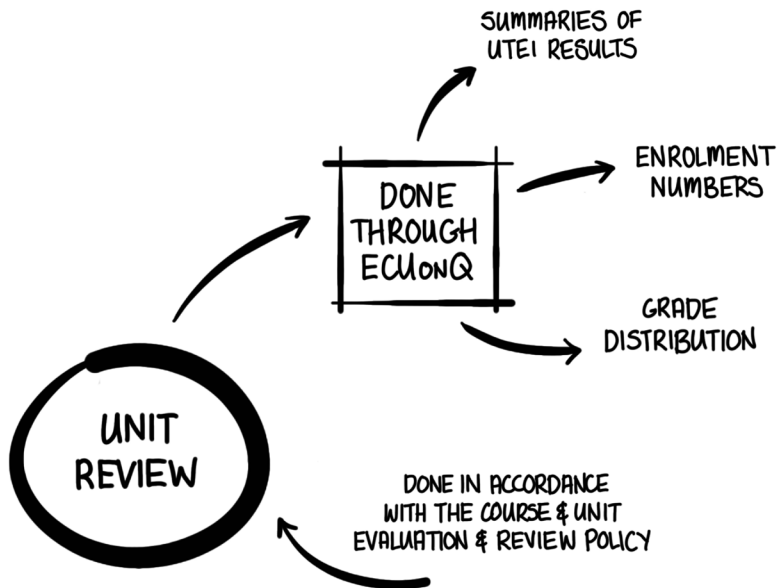 SUMMARIES OF
UTEI RESULTS
ENROLMENT
NUMBERS
DONE
THROUGH
ECUonQ
GRADE
DISTRIBUTION
UNIT
REVIEW
DONE IN ACCORDANCE
WITH THE COURSE & UNIT
EVALUATION & REVIEW POLICY